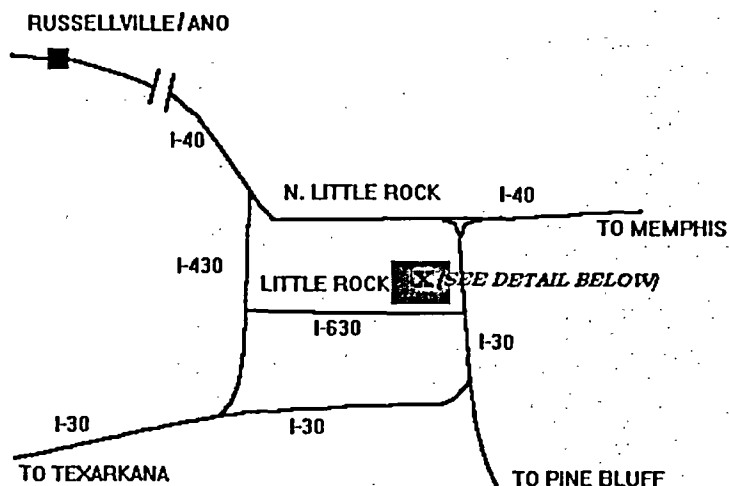 RUSSELLVILLE/ANO
I-40
N. LITTLE ROCK
I-40
TO MEMPHIS
I-430
LITTLE ROCK
X (SEE DETAIL BELOW)
I-630
I-30
I-30
I-30
TO TEXARKANA
TO PINE BLUFF